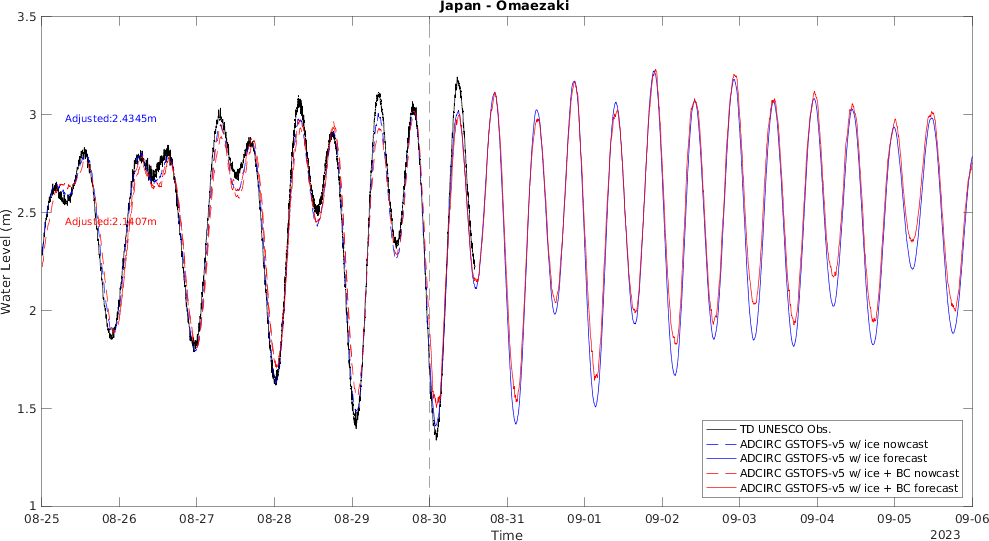 Japan - Omaezaki
3.5
3
2.5
2
1.5
1
Water Level (m)
Adjusted:2.4345m
Adjusted:2.1407m
TD UNESCO Obs.
ADCIRC GSTOFS-v5 w/ ice nowcast
ADCIRC GSTOFS-v5 w/ ice forecast
ADCIRC GSTOFS-v5 w/ ice + BC nowcast
ADCIRC GSTOFS-v5 w/ ice + BC forecast
08-25 08-26 08-27 08-28 08-29 08-30 08-31 09-01 09-02 09-03 09-04 09-05 09-06
Time
2023